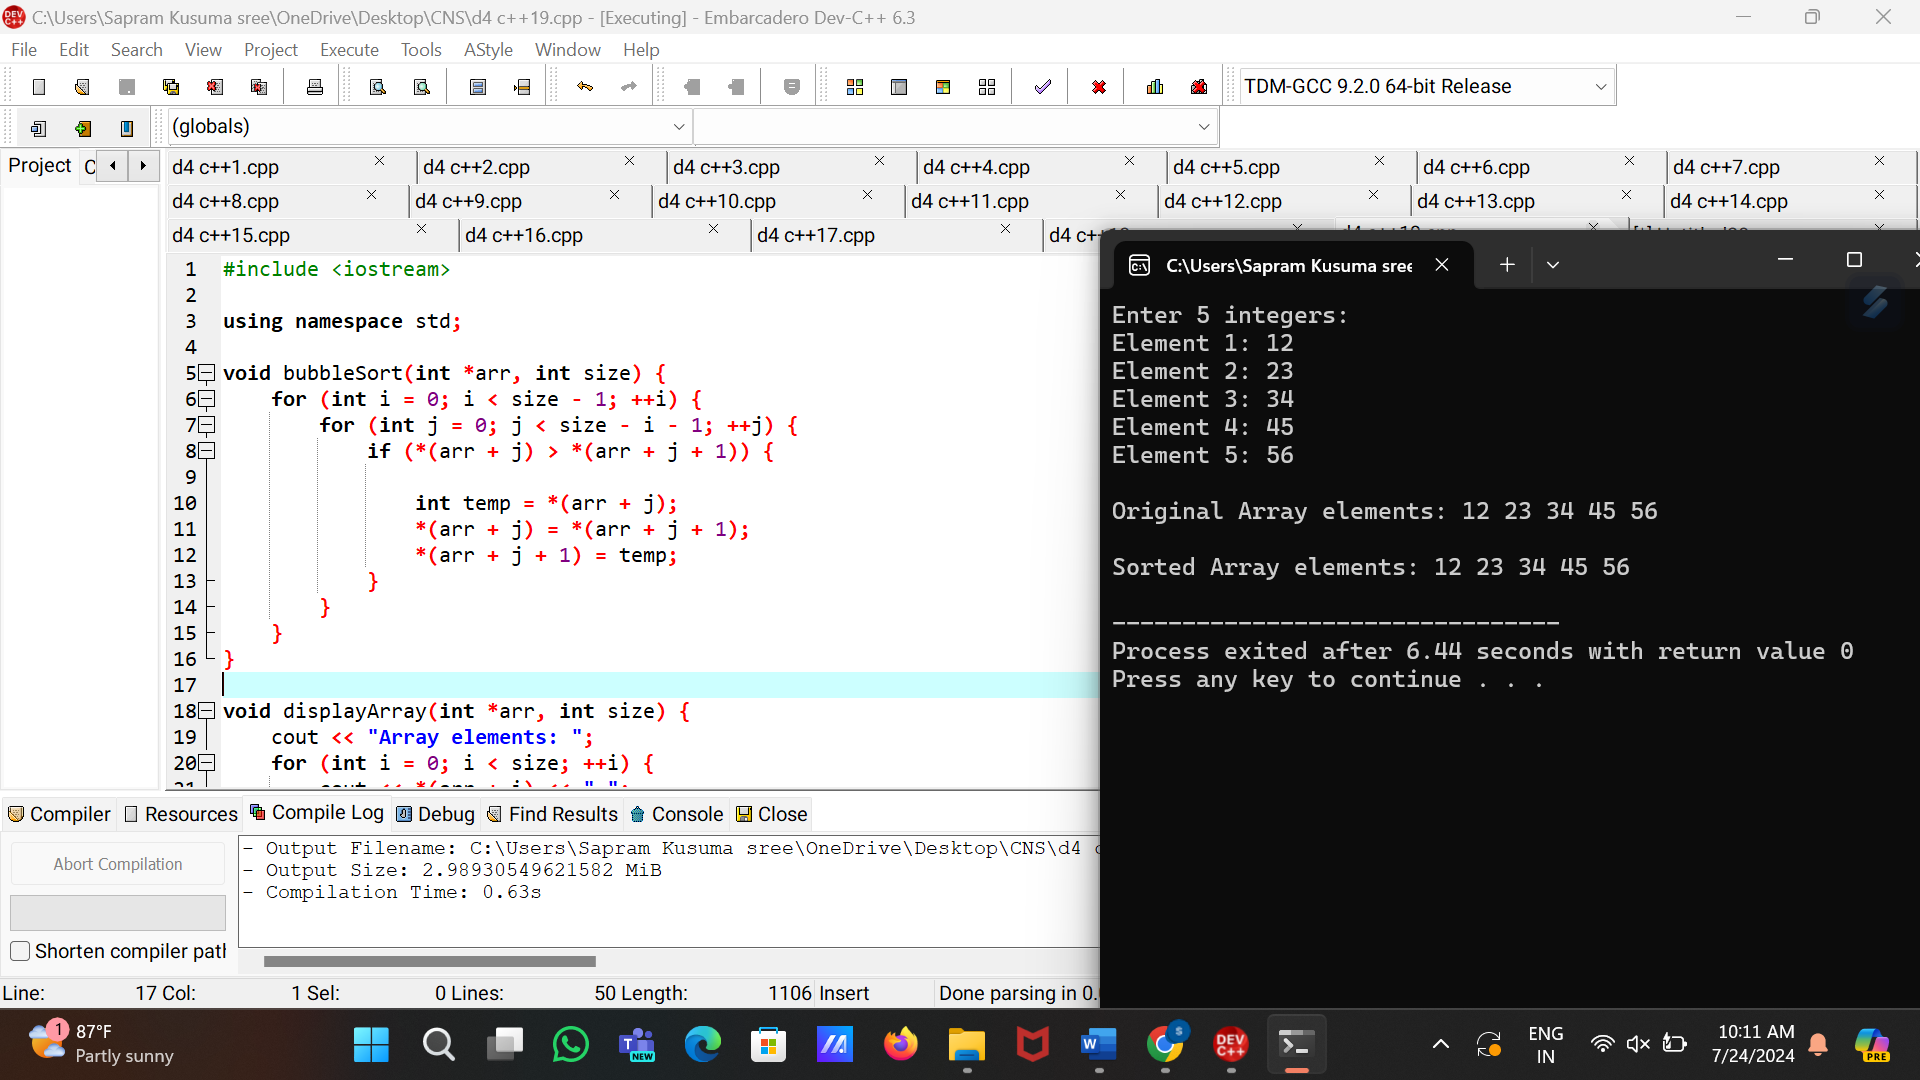 C:\Users\Sapram Kusuma sree\OneDrive\Desktop\CNS\d4 c++19.cpp - [Executing] - Embarcadero Dev-C++ 6.3
File Edit Search View Project Execute Tools AStyle Window Help
TDM-GCC 9.2.0 64-bit Release
(globals)
Project C
d4 c++1.cpp d4 c++2.cpp d4 c++3.cpp d4 c++4.cpp d4 c++5.cpp d4 c++6.cpp d4 c++7.cpp
d4 c++8.cpp d4 c++9.cpp d4 c++10.cpp d4 c++11.cpp d4 c++12.cpp d4 c++13.cpp d4 c++14.cpp
d4 c++15.cpp d4 c++16.cpp d4 c++17.cpp d4 c++
1 #include <iostream>
2
3 using namespace std;
4
5 void bubbleSort(int *arr, int size) {
6 for (int i = 0; i < size - 1; ++i) {
7 for (int j = 0; j < size - i - 1; ++j) {
8 if (*(arr + j) > *(arr + j + 1)) {
9
10 int temp = *(arr + j);
11 *(arr + j) = *(arr + j + 1);
12 *(arr + j + 1) = temp;
13 }
14 }
15 }
16 }
17
18 void displayArray(int *arr, int size) {
19 cout << "Array elements: ";
20 for (int i = 0; i < size; ++i) {
C:\Users\Sapram Kusuma sree
Enter 5 integers:
Element 1: 12
Element 2: 23
Element 3: 34
Element 4: 45
Element 5: 56
Original Array elements: 12 23 34 45 56
Sorted Array elements: 12 23 34 45 56
--------------------------------
Process exited after 6.44 seconds with return value 0
Press any key to continue . . .
Compiler Resources Compile Log Debug Find Results Console Close
Abort Compilation
Shorten compiler path
- Output Filename: C:\Users\Sapram Kusuma sree\OneDrive\Desktop\CNS\d4
- Output Size: 2.98930549621582 MiB
- Compilation Time: 0.63s
Line: 17 Col: 1 Sel: 0 Lines: 50 Length: 1106 Insert Done parsing in 0.
1
87°F
Partly sunny
NEW
DEV C++
ENG
IN
10:11 AM
7/24/2024
PRE